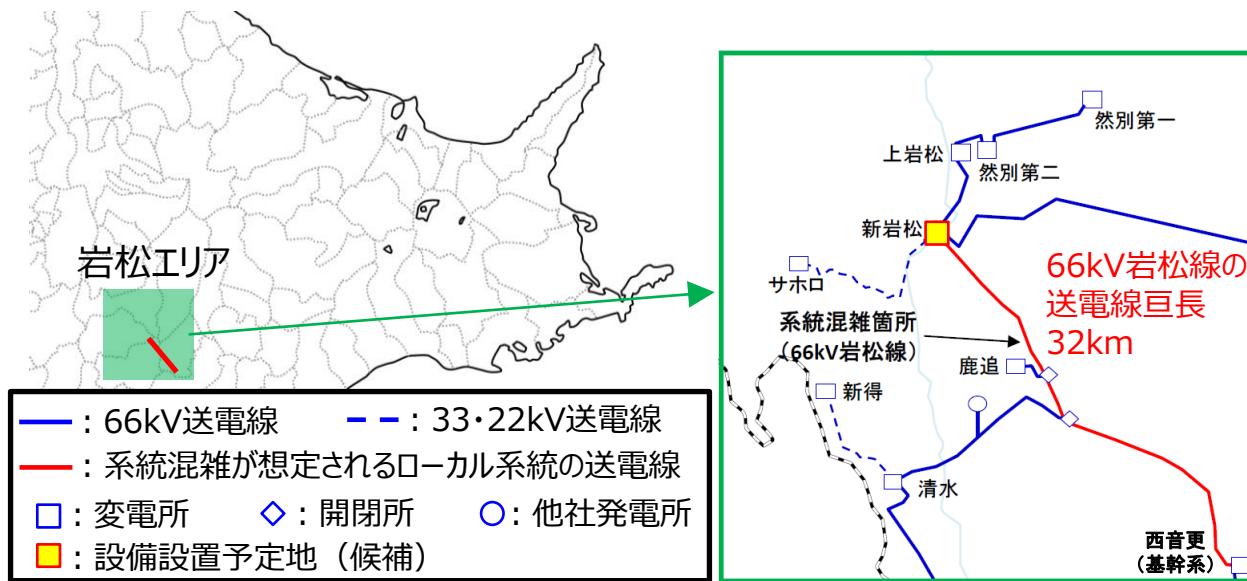 岩松エリア
━━:66kV送電線
- -:33・22kV送電線
━━:系統混雑が想定されるローカル系統の送電線
□:変電所
◇:開閉所
○:他社発電所
■:設備設置予定地(候補)
然別第一
上岩松
然別第二
新岩松
サホロ
66kV岩松線の
送電線亘長
32km
系統混雑箇所
(66kV岩松線)
鹿追
新得
清水
西音更
(基幹系)